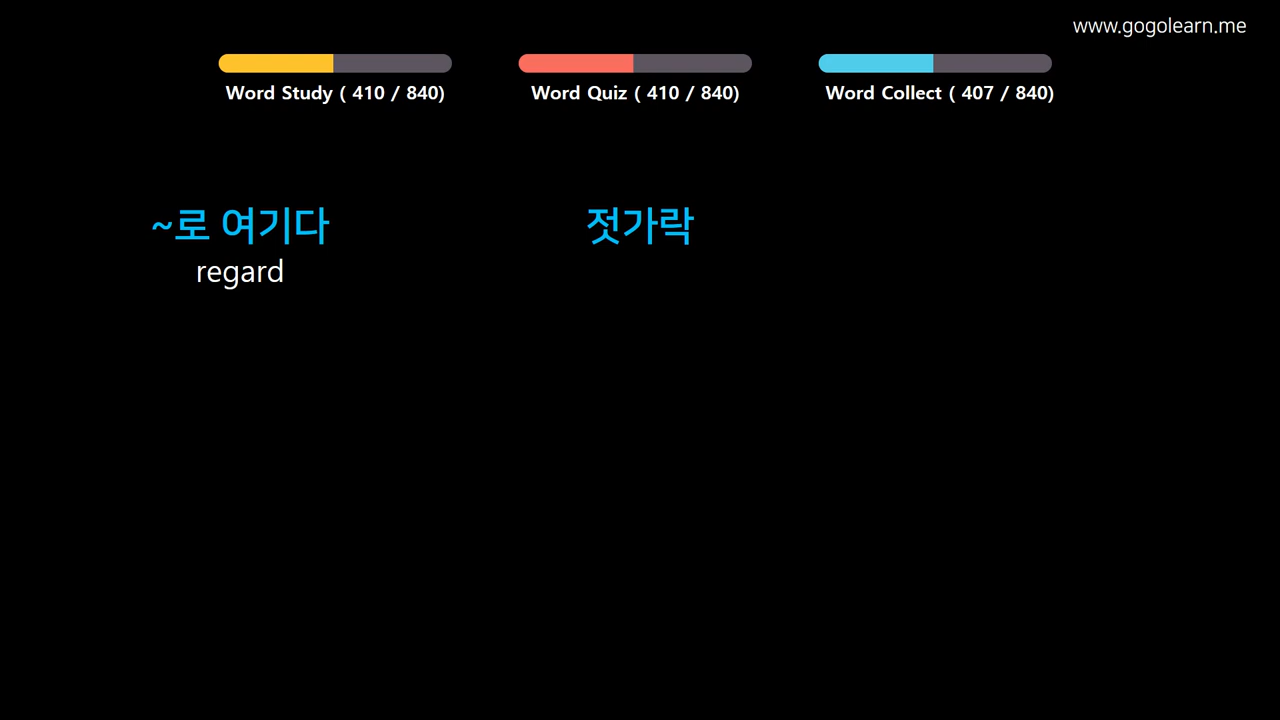 www.gogolearn.me
Word Study ( 410 / 840)
Word Quiz ( 410 / 840)
Word Collect ( 407 / 840)
~로 여기다
regard
젓가락